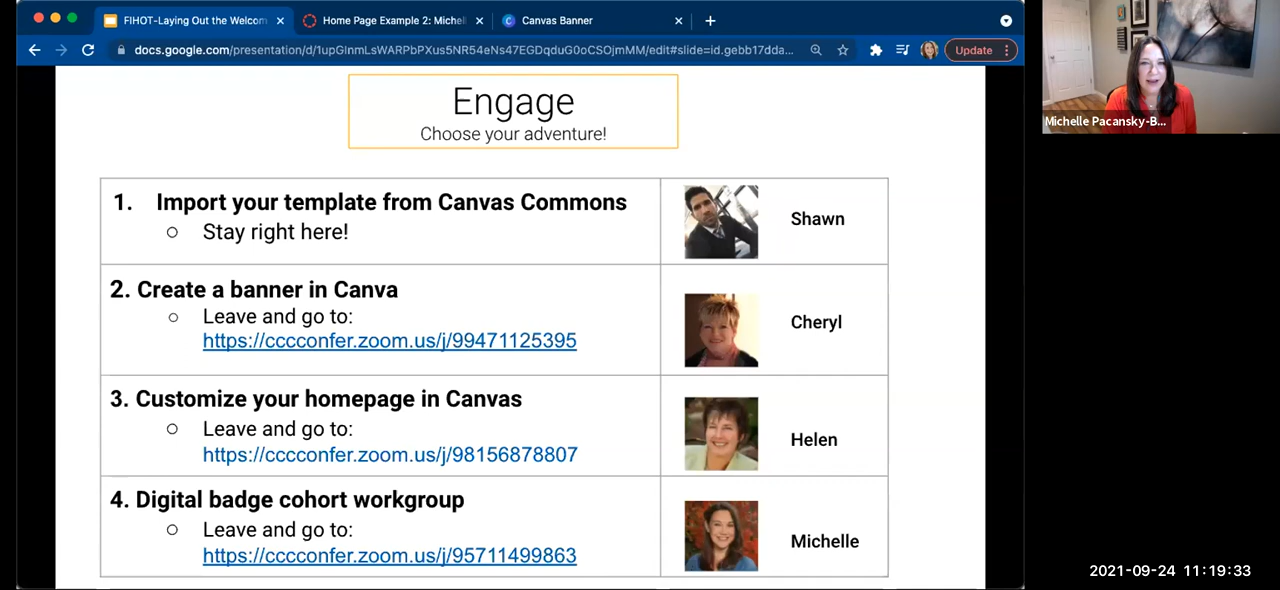 FIHOT-Laying Out the Welcom
Home Page Example 2: Michel
Canvas Banner
docs.google.com/presentation/d/1upGlnmLsWARPbPXus5NR54eNs47EGDqduG0oCSOjmMM/edit#slide=id.gebb17dda...
Update
Michelle Pacansky-B...
Engage
Choose your adventure!
1. Import your template from Canvas Commons
Stay right here!
Shawn
2. Create a banner in Canva
Leave and go to:
https://cccconfer.zoom.us/j/99471125395
Cheryl
3. Customize your homepage in Canvas
Leave and go to:
https://cccconfer.zoom.us/j/98156878807
Helen
4. Digital badge cohort workgroup
Leave and go to:
https://cccconfer.zoom.us/j/95711499863
Michelle
2021-09-24 11:19:33